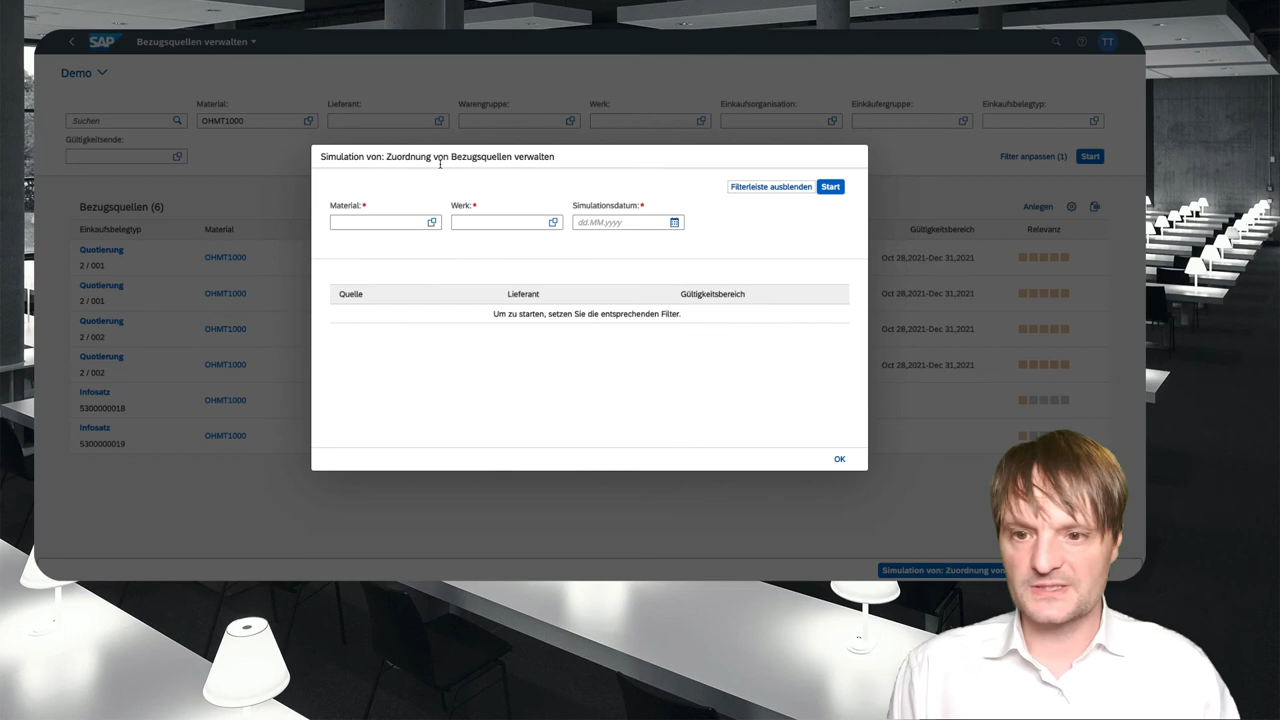 SAP Bezugsquellen verwalten TT
Demo
Material: Lieferant: Warengruppe: Werk: Einkaufsorganisation: Einkäufergruppe: Einkaufsbelegtyp:
Suchen OHMT1000
Gültigkeitsende:
Filter anpassen (1) Start
Simulation von: Zuordnung von Bezugsquellen verwalten
Filterleiste ausblenden Start
Material:* Werk:* Simulationsdatum:*
dd.MM.yyyy
Quelle Lieferant Gültigkeitsbereich
Um zu starten, setzen Sie die entsprechenden Filter.
OK
Bezugsquellen (6) Anlegen
Einkaufsbelegtyp Material Gültigkeitsbereich Relevanz
Quotierung
2 / 001 OHMT1000 Oct 28,2021-Dec 31,2021
Quotierung
2 / 001 OHMT1000 Oct 28,2021-Dec 31,2021
Quotierung
2 / 002 OHMT1000 Oct 28,2021-Dec 31,2021
Quotierung
2 / 002 OHMT1000 Oct 28,2021-Dec 31,2021
Infosatz
5300000018 OHMT1000
Infosatz
5300000019 OHMT1000
Simulation von: Zuordnung von